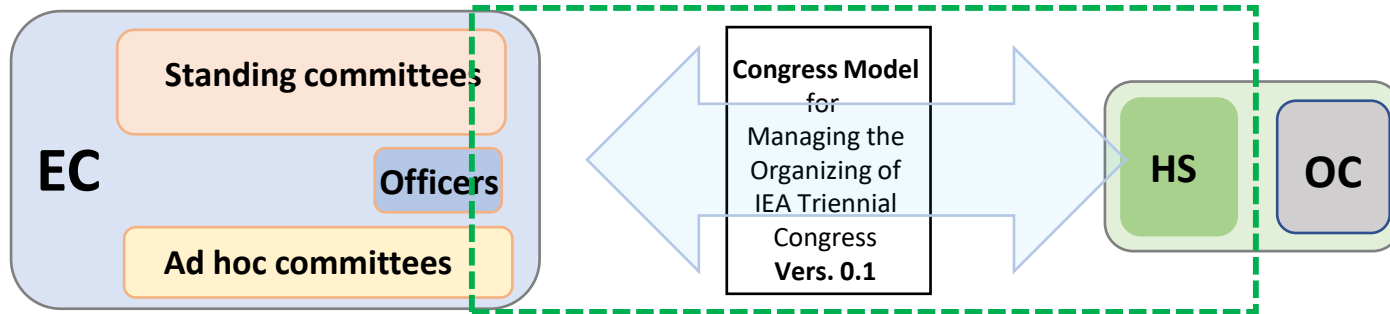 EC
Standing committees
Officers
Ad hoc committees
Congress Model
for
Managing the
Organizing of
IEA Triennial
Congress
Vers. 0.1
HS
OC